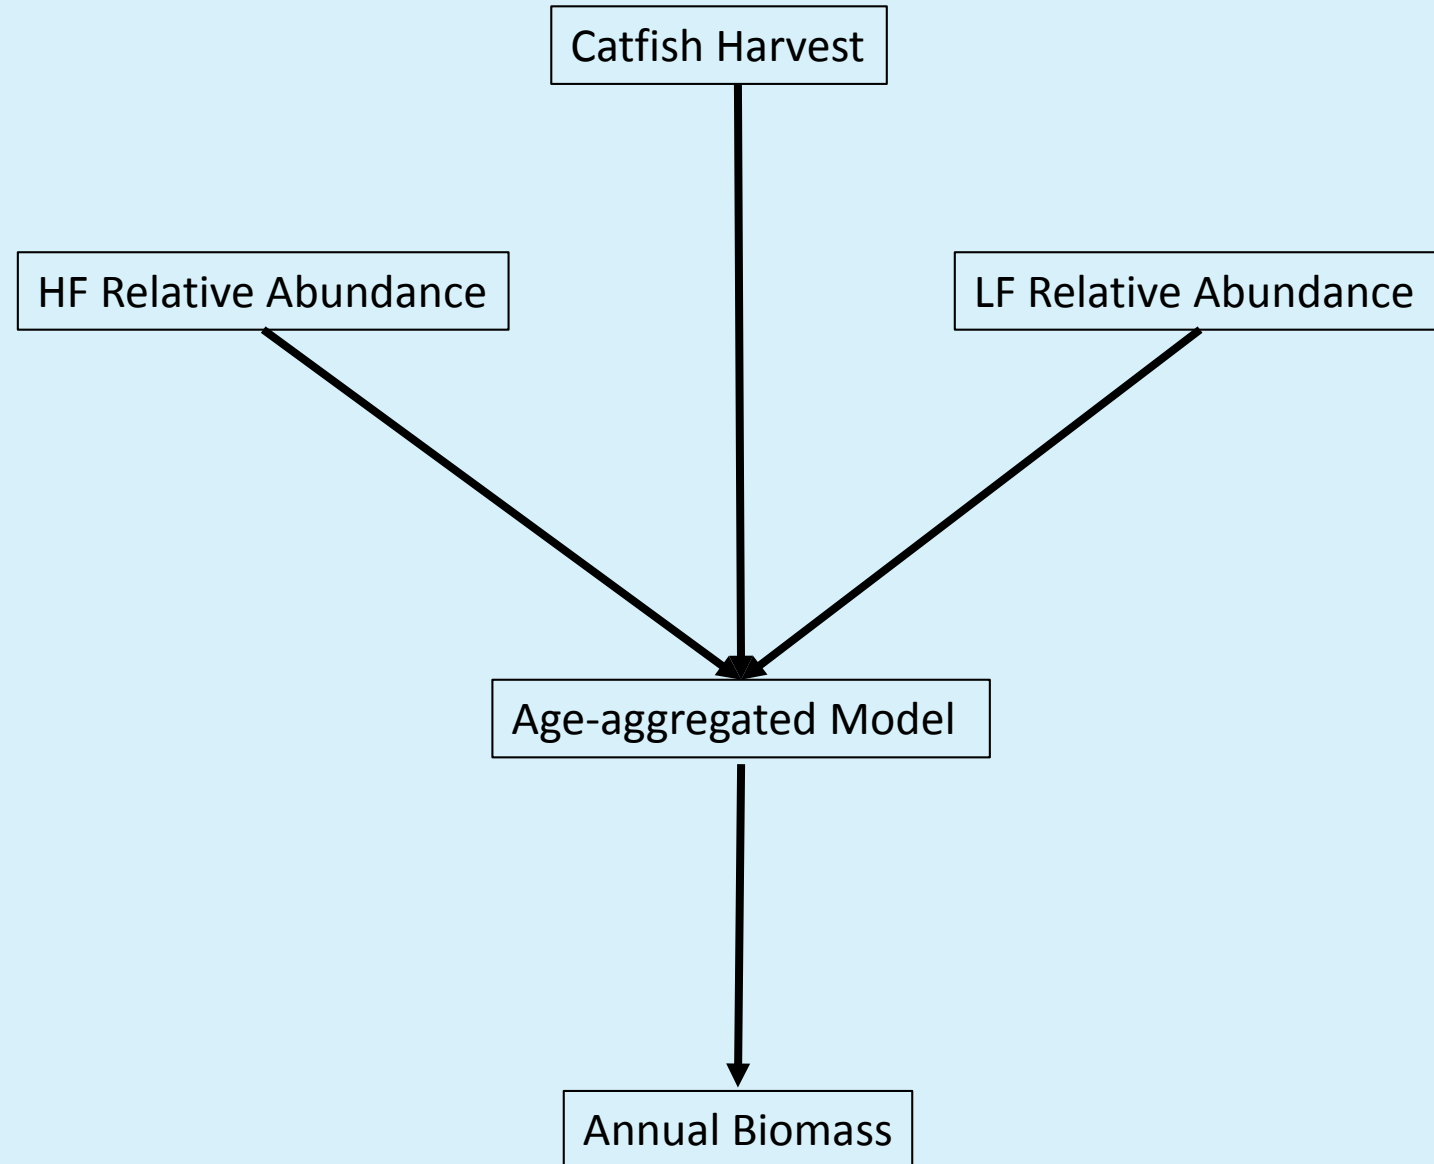 Catfish Harvest
HF Relative Abundance
LF Relative Abundance
Age-aggregated Model
Annual Biomass